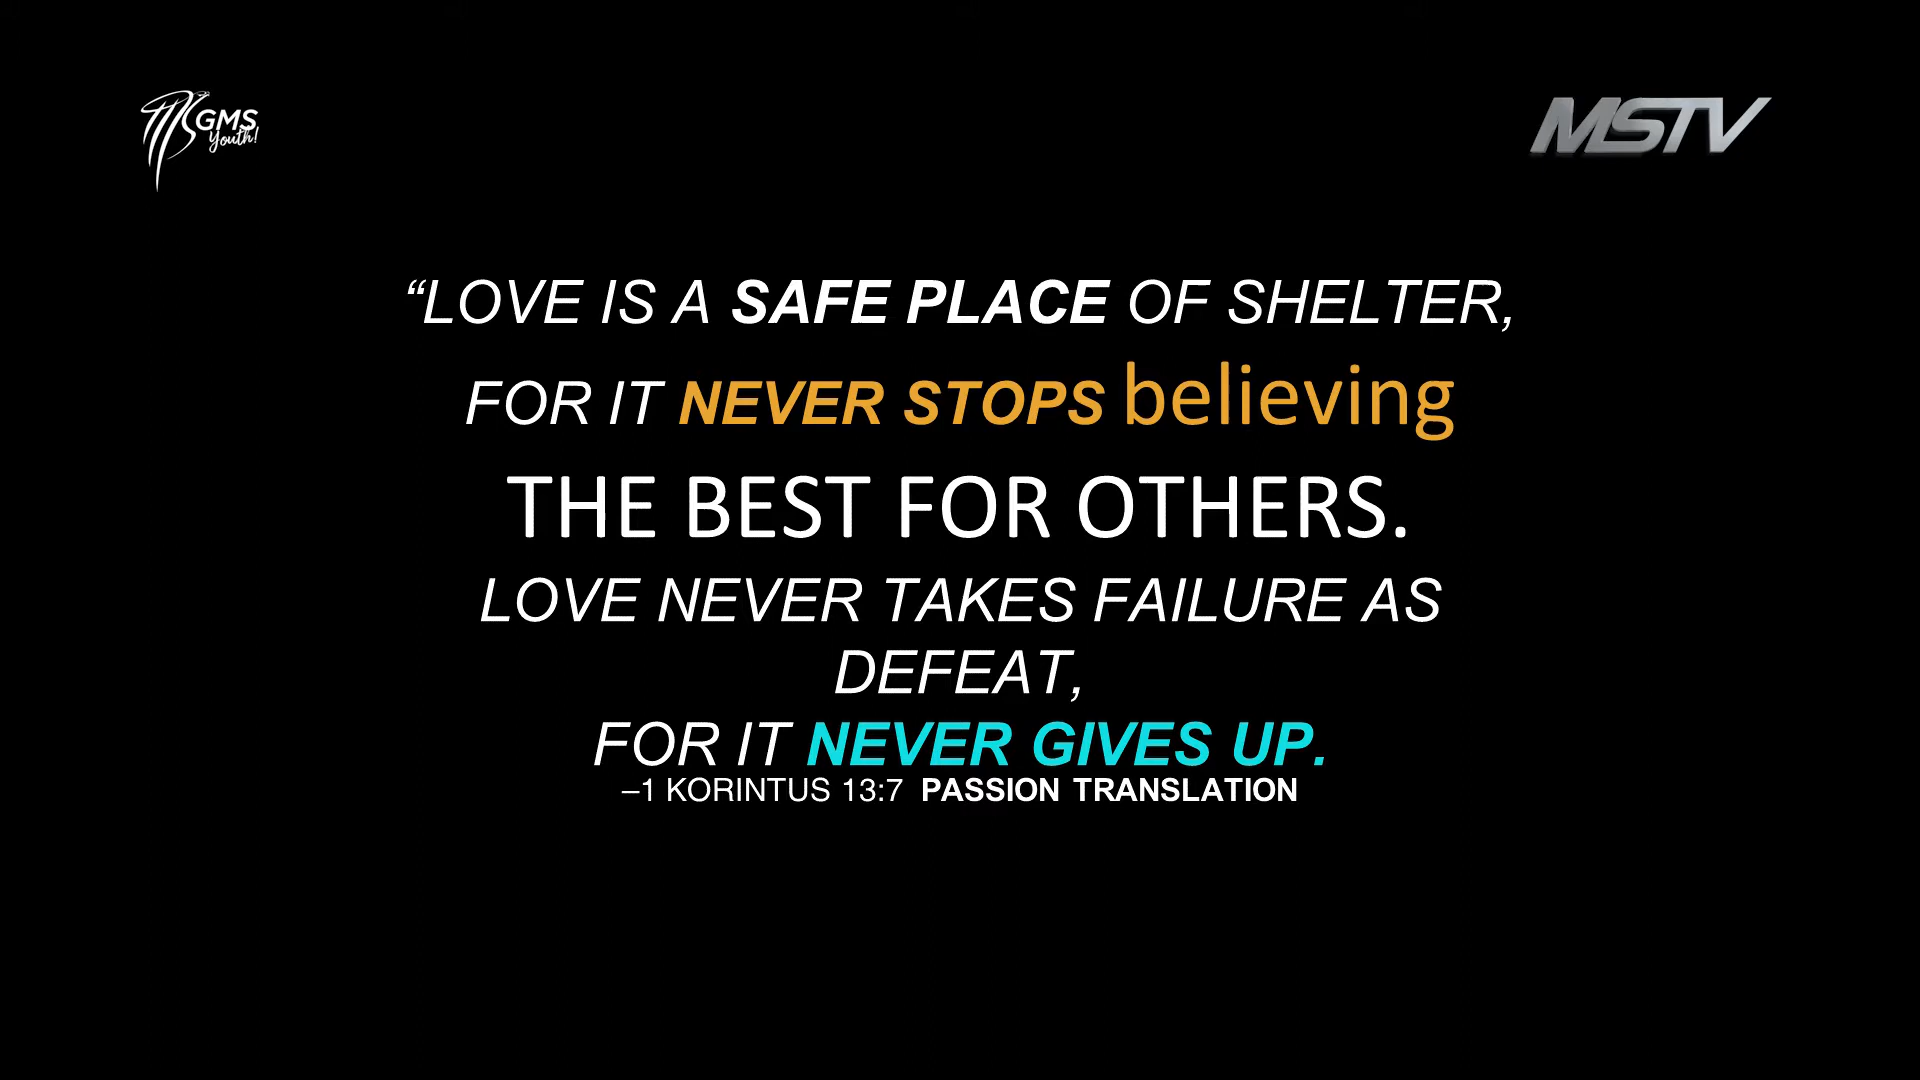 GMS
Youth!
MSTV
“LOVE IS A SAFE PLACE OF SHELTER,
FOR IT NEVER STOPS believing
THE BEST FOR OTHERS.
LOVE NEVER TAKES FAILURE AS
DEFEAT,
FOR IT NEVER GIVES UP.
–1 KORINTUS 13:7 PASSION TRANSLATION